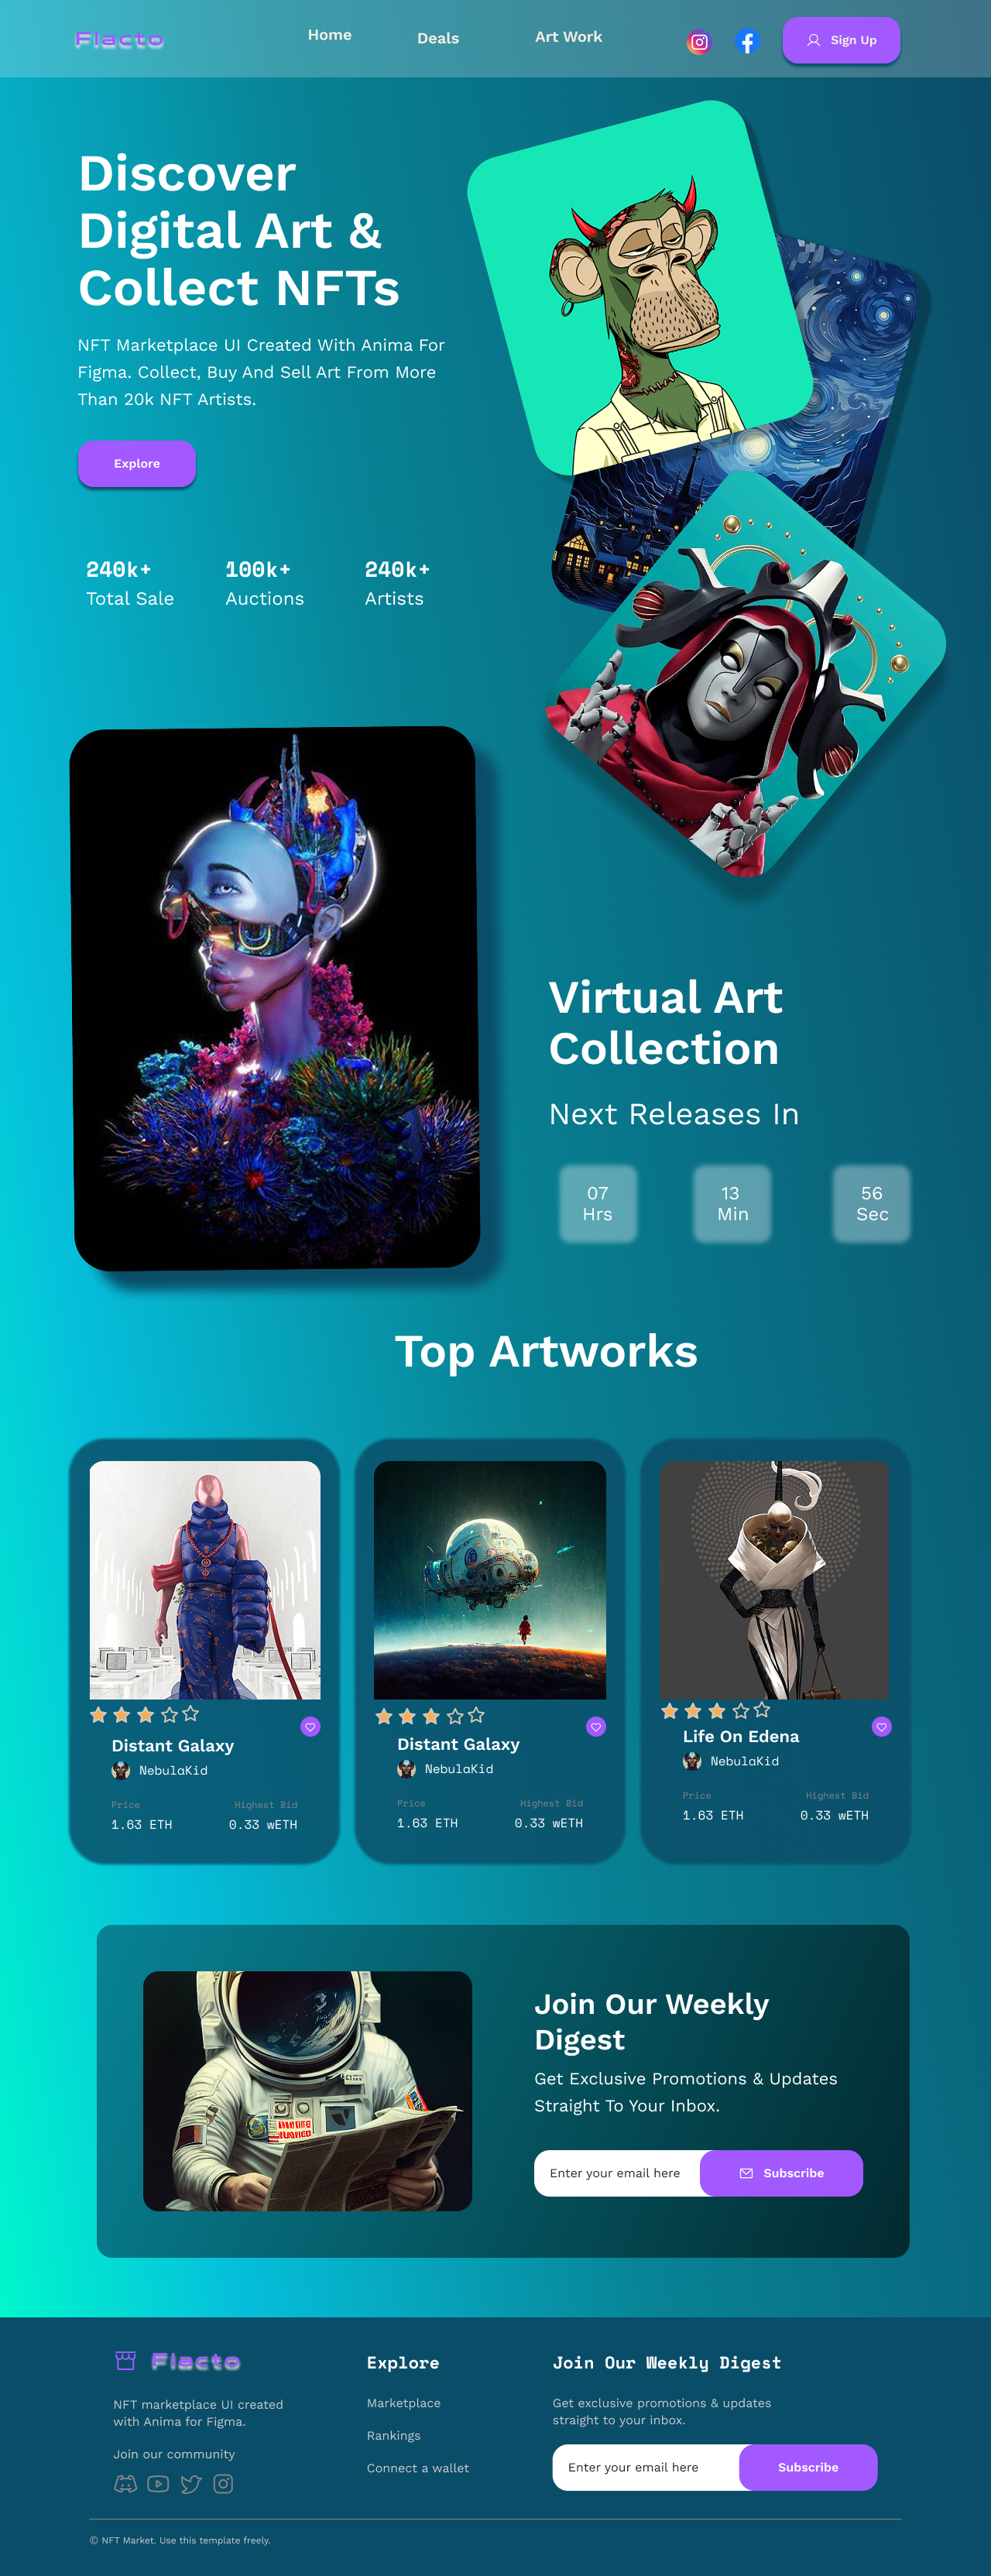 Flacto
Home
Deals
Art Work
Sign Up
Discover
Digital Art &
Collect NFTs
NFT Marketplace UI Created With Anima For
Figma. Collect, Buy And Sell Art From More
Than 20k NFT Artists.
Explore
240k+
Total Sale
100k+
Auctions
240k+
Artists
Virtual Art
Collection
Next Releases In
07
Hrs
13
Min
56
Sec
Top Artworks
Distant Galaxy
NebulaKid
Price
Highest Bid
1.63 ETH
0.33 wETH
Distant Galaxy
NebulaKid
Price
Highest Bid
1.63 ETH
0.33 wETH
Life On Edena
NebulaKid
Price
Highest Bid
1.63 ETH
0.33 wETH
Join Our Weekly
Digest
Get Exclusive Promotions & Updates
Straight To Your Inbox.
Enter your email here
Subscribe
Flacto
NFT marketplace UI created
with Anima for Figma.
Join our community
Explore
Marketplace
Rankings
Connect a wallet
Join Our Weekly Digest
Get exclusive promotions & updates
straight to your inbox.
Enter your email here
Subscribe
© NFT Market. Use this template freely.